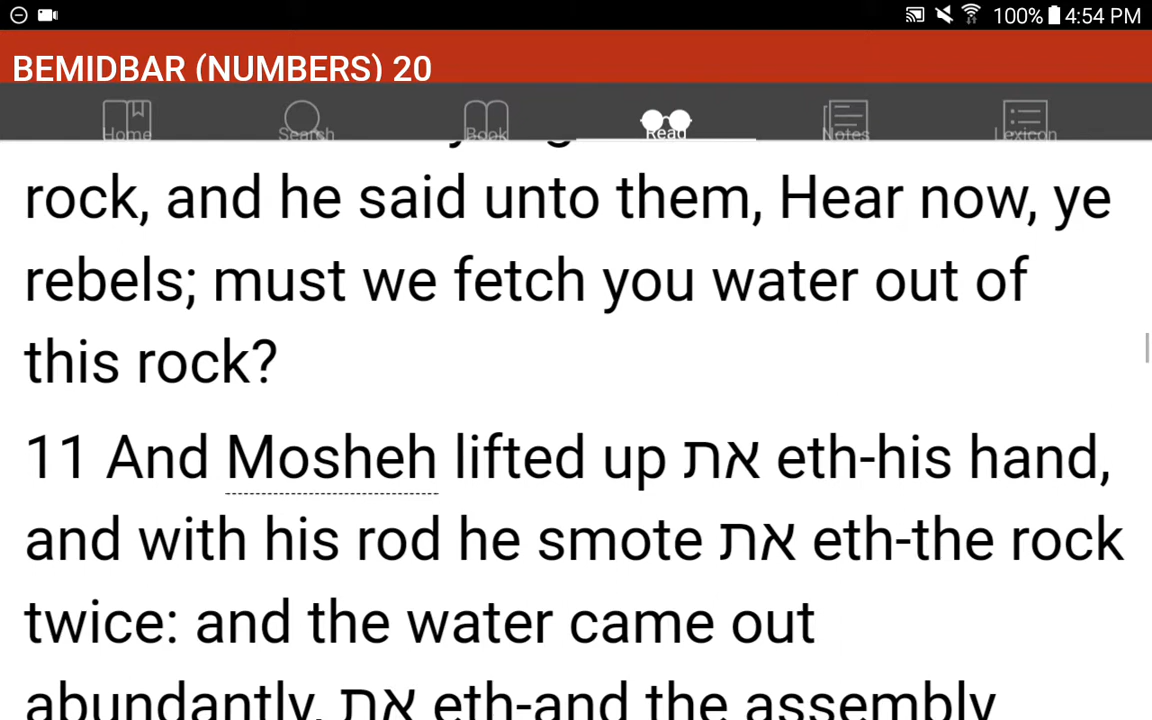 100% 4:54 PM
BEMIDBAR (NUMBERS) 20
Home Search Book Read Notes Lexicon
rock, and he said unto them, Hear now, ye
rebels; must we fetch you water out of
this rock?
11 And Mosheh lifted up את eth-his hand,
and with his rod he smote את eth-the rock
twice: and the water came out
abundantly, את eth-and the assembly